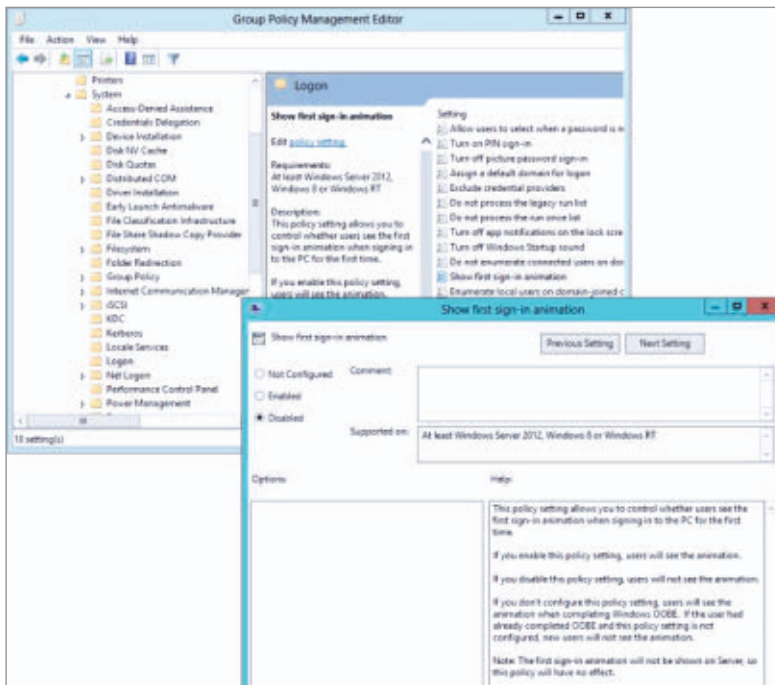 Group Policy Management Editor
File Action View Help
Printers
System
Access-Denied Assistance
Credentials Delegation
Device Installation
Disk NV Cache
Disk Quotas
Distributed COM
Driver Installation
Early Launch Antimalware
File Classification Infrastructure
File Share Shadow Copy Provider
Filesystem
Folder Redirection
Group Policy
Internet Communication Manager
iSCSI
KDC
Kerberos
Locale Services
Logon
Net Logon
Performance Control Panel
Power Management
18 setting(s)
Logon
Show first sign-in animation
Edit policy setting.
Requirements:
At least Windows Server 2012,
Windows 8 or Windows RT
Description:
This policy setting allows you to
control whether users see the first
sign-in animation when signing in
to the PC for the first time.
If you enable this policy setting,
users will see the animation.
Setting
Allow users to select when a password is re
Turn on PIN sign-in
Turn off picture password sign-in
Assign a default domain for logon
Exclude credential providers
Do not process the legacy run list
Do not process the run once list
Turn off app notifications on the lock scre
Turn off Windows Startup sound
Do not enumerate connected users on dom
Show first sign-in animation
Enumerate local users on domain-joined c
Show first sign-in animation
Show first sign-in animation
Previous Setting Next Setting
Not Configured
Enabled
Disabled
Comment:
Supported on:
At least Windows Server 2012, Windows 8 or Windows RT
Options:
Help:
This policy setting allows you to control whether users see the
first sign-in animation when signing in to the PC for the first
time.
If you enable this policy setting, users will see the animation.
If you disable this policy setting, users will not see the animation.
If you don't configure this policy setting, users will see the
animation when completing Windows OOBE. If the user had
already completed OOBE and this policy setting is not
configured, new users will not see the animation.
Note: The first sign-in animation will not be shown on Server, so
this policy will have no effect.